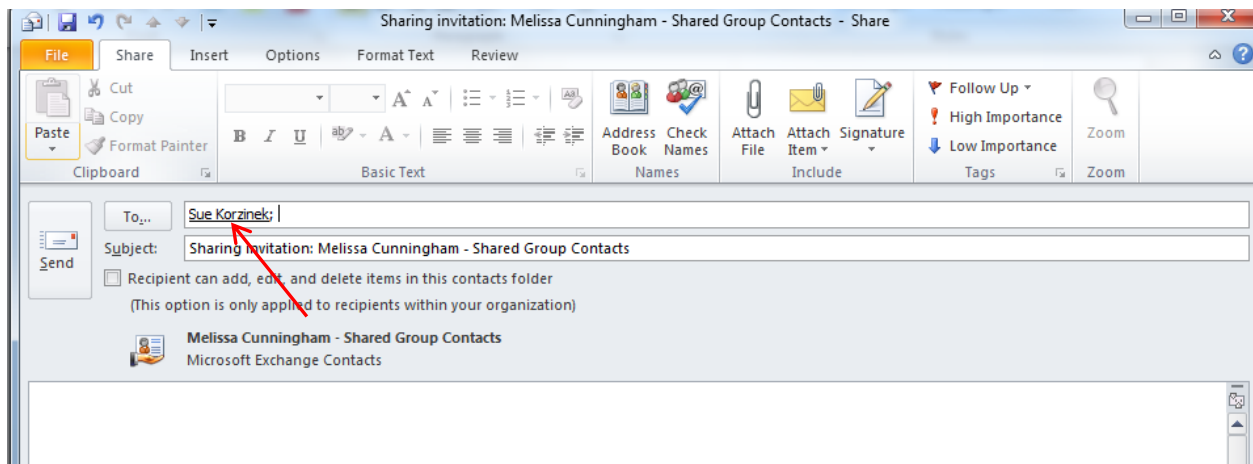 Sharing invitation: Melissa Cunningham - Shared Group Contacts - Share
File Share Insert Options Format Text Review
Cut
Copy
Format Painter
Paste
Clipboard
B I U
Basic Text
Address Book
Check Names
Names
Attach File
Attach Item
Signature
Include
Follow Up
High Importance
Low Importance
Tags
Zoom
Zoom
Send
To...
Sue Korzinek;
Subject:
Sharing invitation: Melissa Cunningham - Shared Group Contacts
Recipient can add, edit, and delete items in this contacts folder
(This option is only applied to recipients within your organization)
Melissa Cunningham - Shared Group Contacts
Microsoft Exchange Contacts